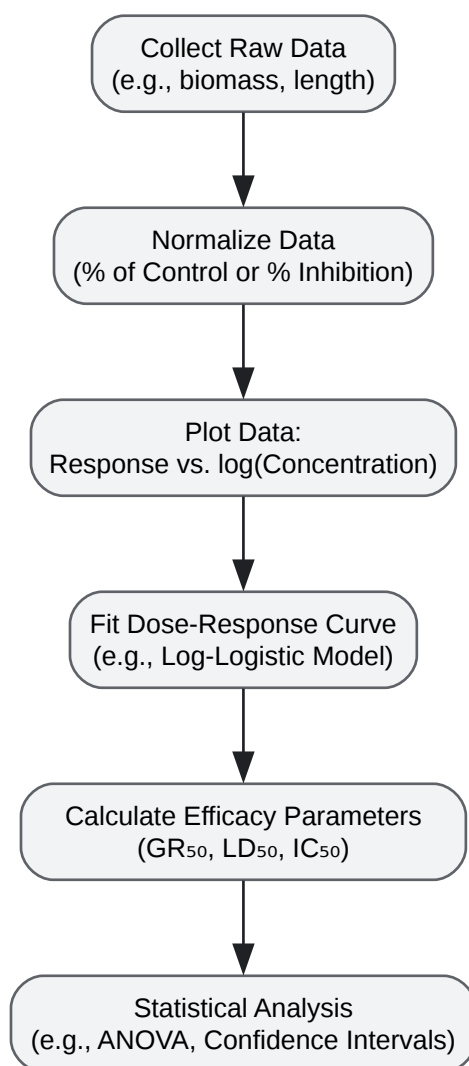 Collect Raw Data
(e.g., biomass, length)
Normalize Data
(% of Control or % Inhibition)
Plot Data:
Response vs. log(Concentration)
Fit Dose-Response Curve
(e.g., Log-Logistic Model)
Calculate Efficacy Parameters
(GR₅₀, LD₅₀, IC₅₀)
Statistical Analysis
(e.g., ANOVA, Confidence Intervals)